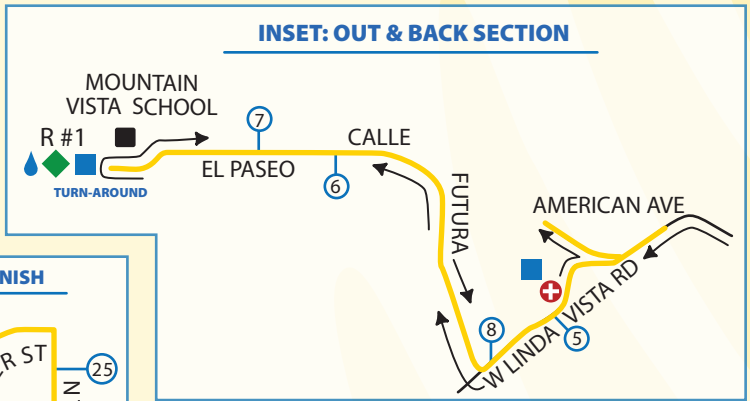 INSET: OUT & BACK SECTION
MOUNTAIN
VISTA SCHOOL
R #1
TURN-AROUND
7
CALLE
EL PASEO
6
FUTURA
AMERICAN AVE
W LINDA VISTA RD
8
5
NISH
R ST
25
N